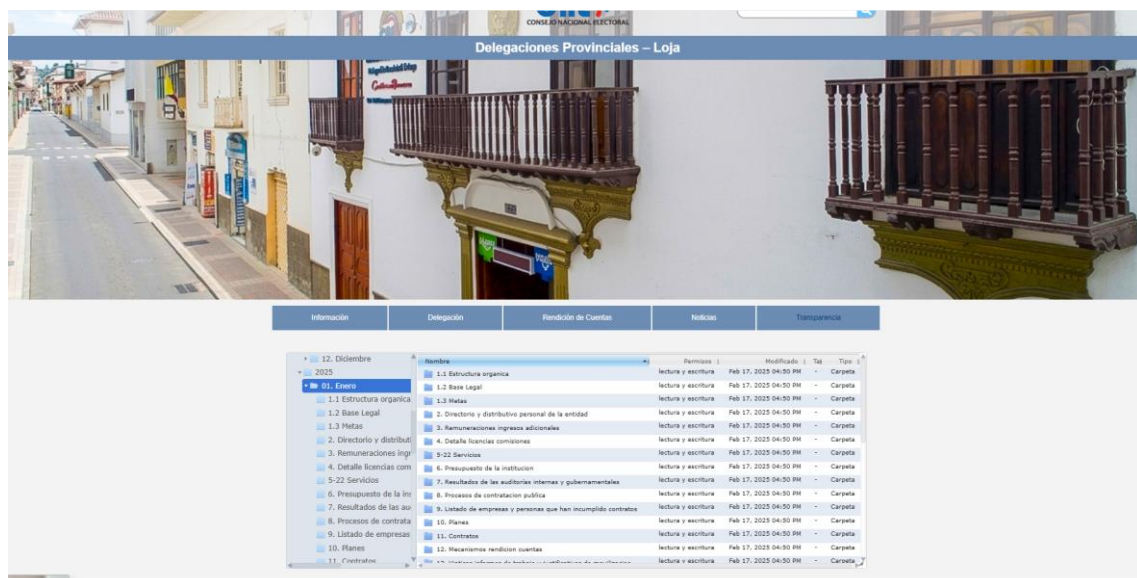 CONSEJO NACIONAL ELECTORAL
Delegaciones Provinciales – Loja
Información Delegación Rendición de Cuentas Noticias Transparencia
12. Diciembre
2025
01. Enero
1.1 Estructura organica
1.2 Base Legal
1.3 Metas
2. Directorio y distributi
3. Remuneraciones ingr
4. Detalle licencias com
5-22 Servicios
6. Presupuesto de la ins
7. Resultados de las au
8. Procesos de contrata
9. Listado de empresas
10. Planes
11. Contratos
Nombre Permisos Modificado Ta Tipo
1.1 Estructura organica lectura y escritura Feb 17, 2025 04:50 PM - Carpeta
1.2 Base Legal lectura y escritura Feb 17, 2025 04:50 PM - Carpeta
1.3 Metas lectura y escritura Feb 17, 2025 04:50 PM - Carpeta
2. Directorio y distributivo personal de la entidad lectura y escritura Feb 17, 2025 04:50 PM - Carpeta
3. Remuneraciones ingresos adicionales lectura y escritura Feb 17, 2025 04:50 PM - Carpeta
4. Detalle licencias comisiones lectura y escritura Feb 17, 2025 04:50 PM - Carpeta
5-22 Servicios lectura y escritura Feb 17, 2025 04:50 PM - Carpeta
6. Presupuesto de la institucion lectura y escritura Feb 17, 2025 04:50 PM - Carpeta
7. Resultados de las auditorías internas y gubernamentales lectura y escritura Feb 17, 2025 04:50 PM - Carpeta
8. Procesos de contratacion publica lectura y escritura Feb 17, 2025 04:50 PM - Carpeta
9. Listado de empresas y personas que han incumplido contratos lectura y escritura Feb 17, 2025 04:50 PM - Carpeta
10. Planes lectura y escritura Feb 17, 2025 04:50 PM - Carpeta
11. Contratos lectura y escritura Feb 17, 2025 04:50 PM - Carpeta
12. Mecanismos rendicion cuentas lectura y escritura Feb 17, 2025 04:50 PM - Carpeta
lectura y escritura Feb 17, 2025 04:50 PM - Carpeta